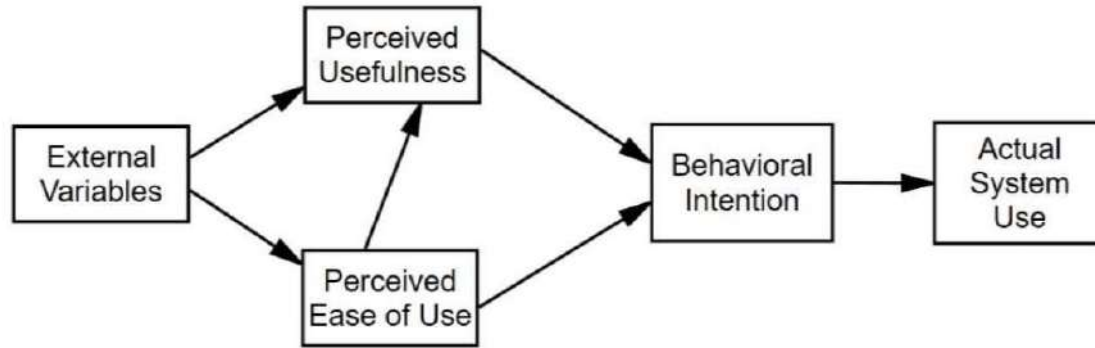 Perceived
Usefulness
External
Variables
Perceived
Ease of Use
Behavioral
Intention
Actual
System
Use